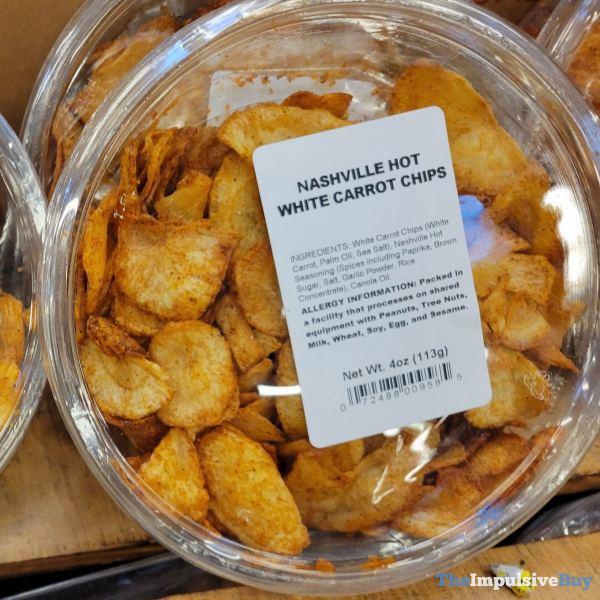 NASHVILLE HOT
WHITE CARROT CHIPS
INGREDIENTS: White Carrot Chips (White
Carrot, Palm Oil, Sea Salt), Nashville Hot
Seasoning (Spices including Paprika, Brown
Sugar, Salt, Garlic Powder, Rice
Concentrate), Canola Oil.
ALLERGY INFORMATION: Packed in
a facility that processes on shared
equipment with Peanuts, Tree Nuts,
Milk, Wheat, Soy, Egg, and Sesame.
Net Wt. 4oz (113g)
0 72488 00958 5
TheImpulsiveBuy